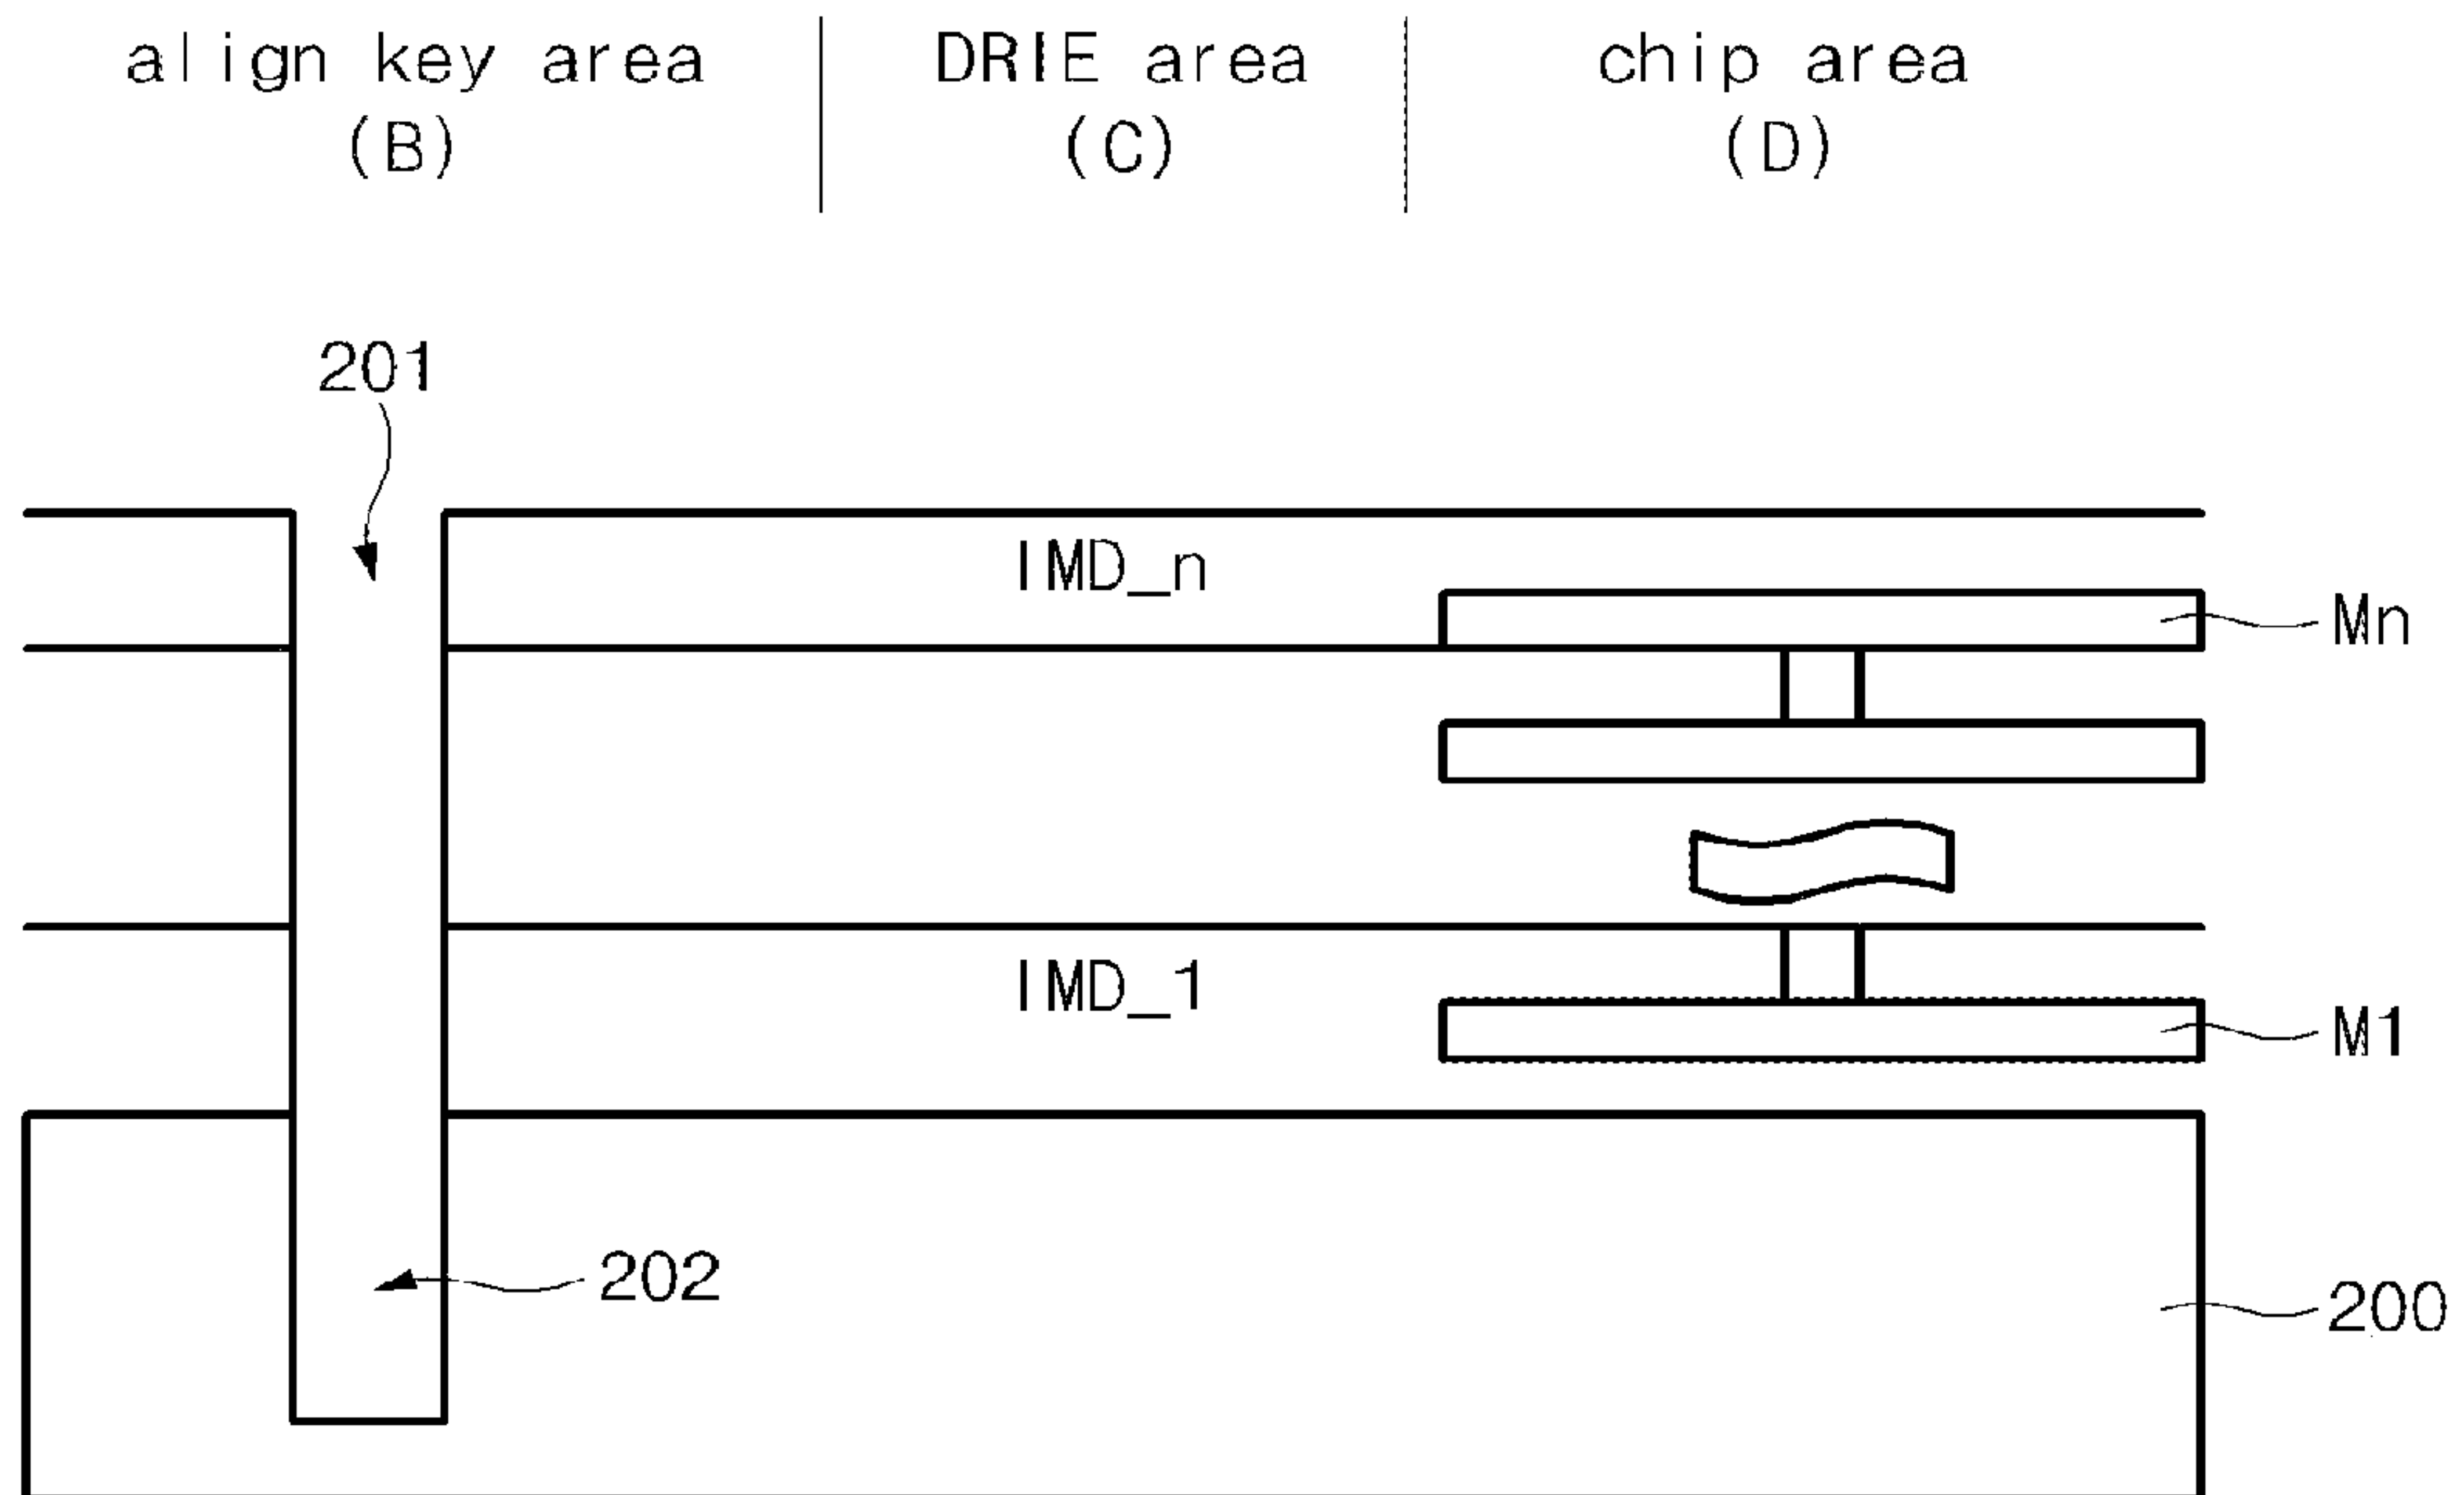 align key area
(B)
DRIE area
(C)
chip area
(D)
201
IMD_n
Mn
IMD_1
M1
202
200